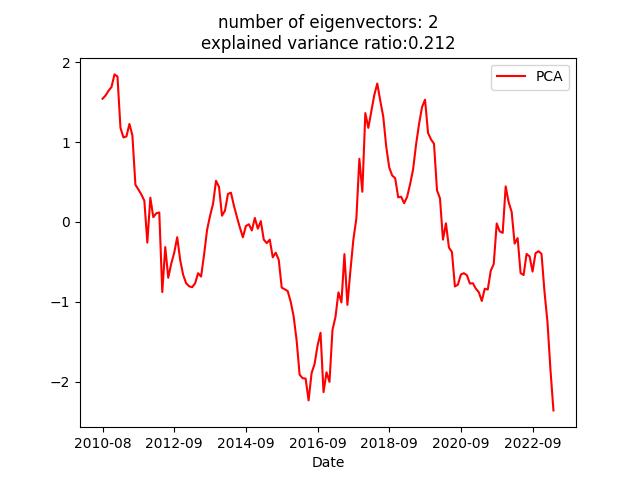 number of eigenvectors: 2
explained variance ratio:0.212
PCA
2
1
0
−1
−2
2010-08 2012-09 2014-09 2016-09 2018-09 2020-09 2022-09
Date